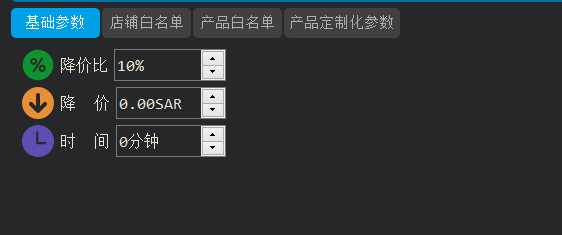 基础参数 店铺白名单 产品白名单 产品定制化参数
% 降价比 10%
降 价 0.00SAR
时 间 0分钟